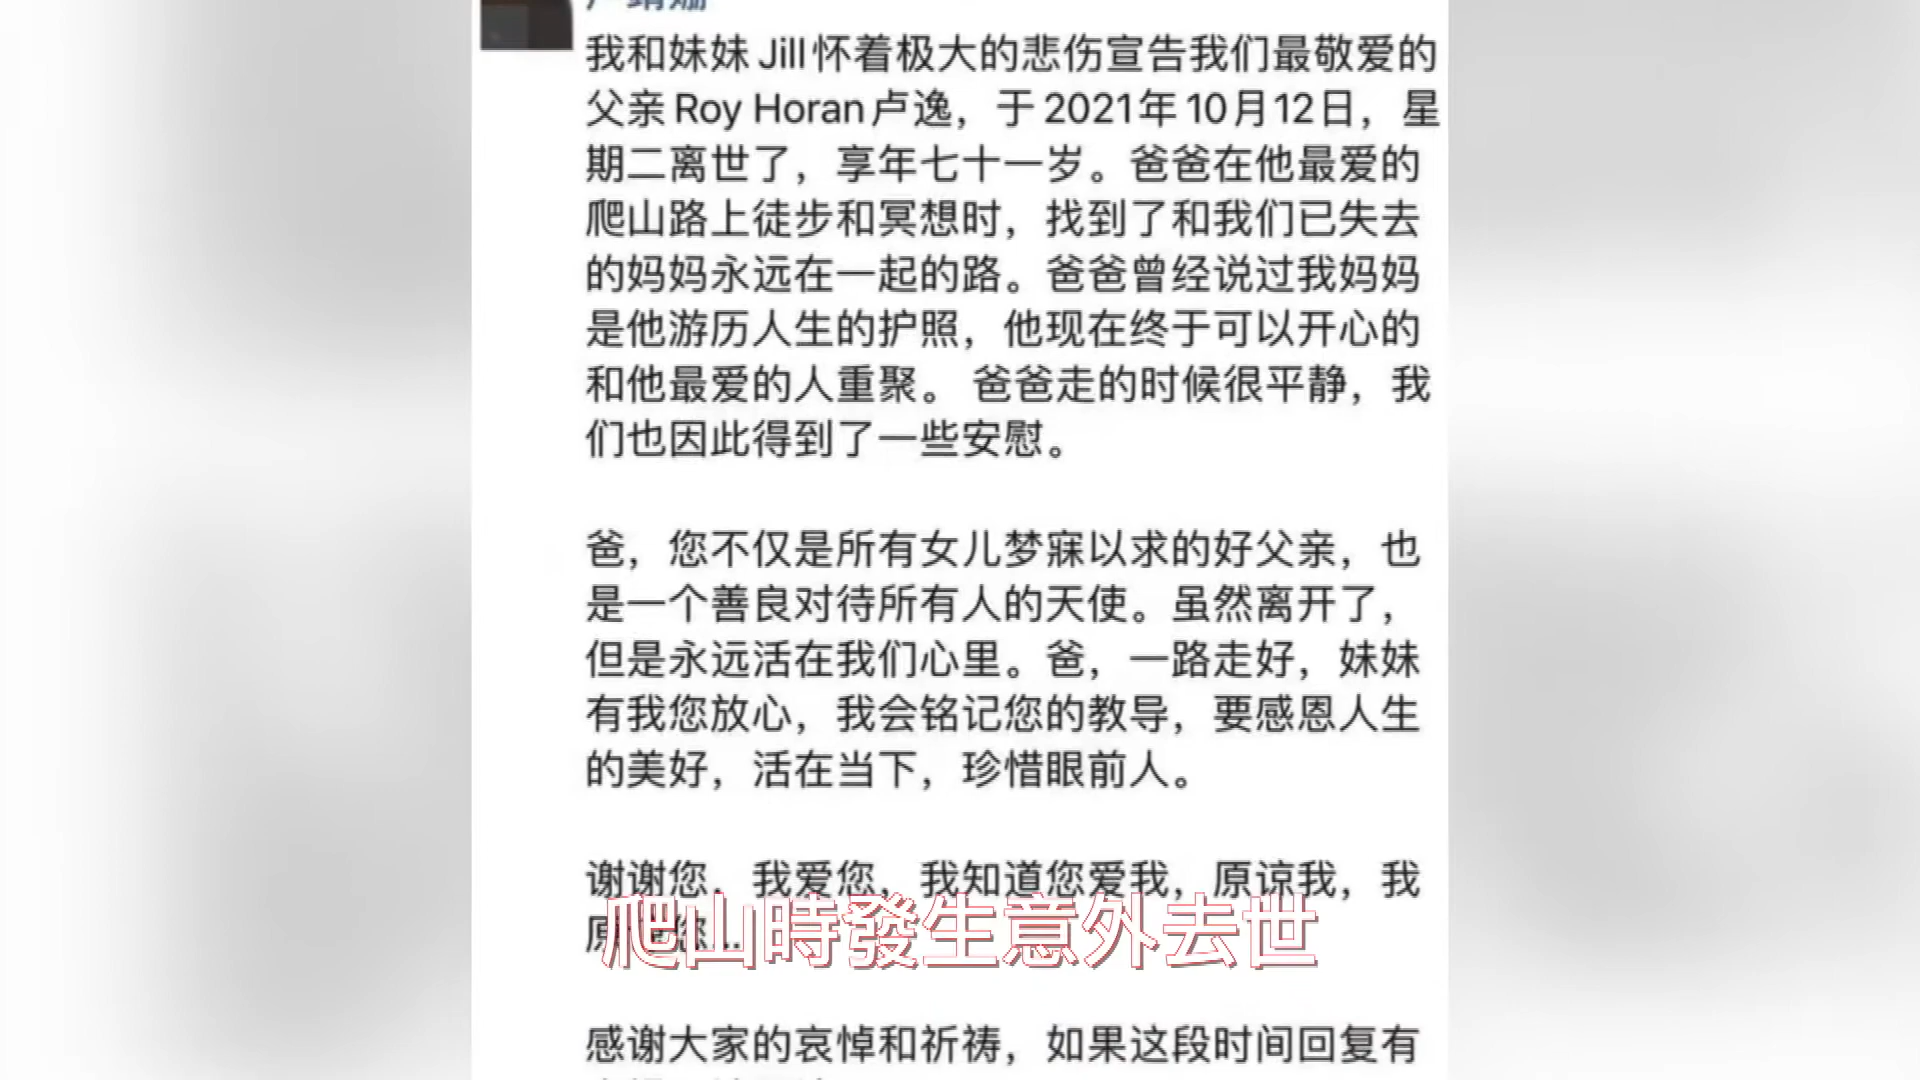 我和妹妹Jill怀着极大的悲伤宣告我们最敬爱的
父亲Roy Horan卢逸，于2021年10月12日，星
期二离世了，享年七十一岁。爸爸在他最爱的
爬山路上徒步和冥想时，找到了和我们已失去
的妈妈永远在一起的路。爸爸曾经说过我妈妈
是他游历人生的护照，他现在终于可以开心的
和他最爱的人重聚。 爸爸走的时候很平静，我
们也因此得到了一些安慰。
爸，您不仅是所有女儿梦寐以求的好父亲，也
是一个善良对待所有人的天使。虽然离开了，
但是永远活在我们心里。爸，一路走好，妹妹
有我您放心，我会铭记您的教导，要感恩人生
的美好，活在当下，珍惜眼前人。
谢谢您，我爱您，我知道您爱我，原谅我，我
原 您...
爬山時發生意外去世
感谢大家的哀悼和祈祷，如果这段时间回复有